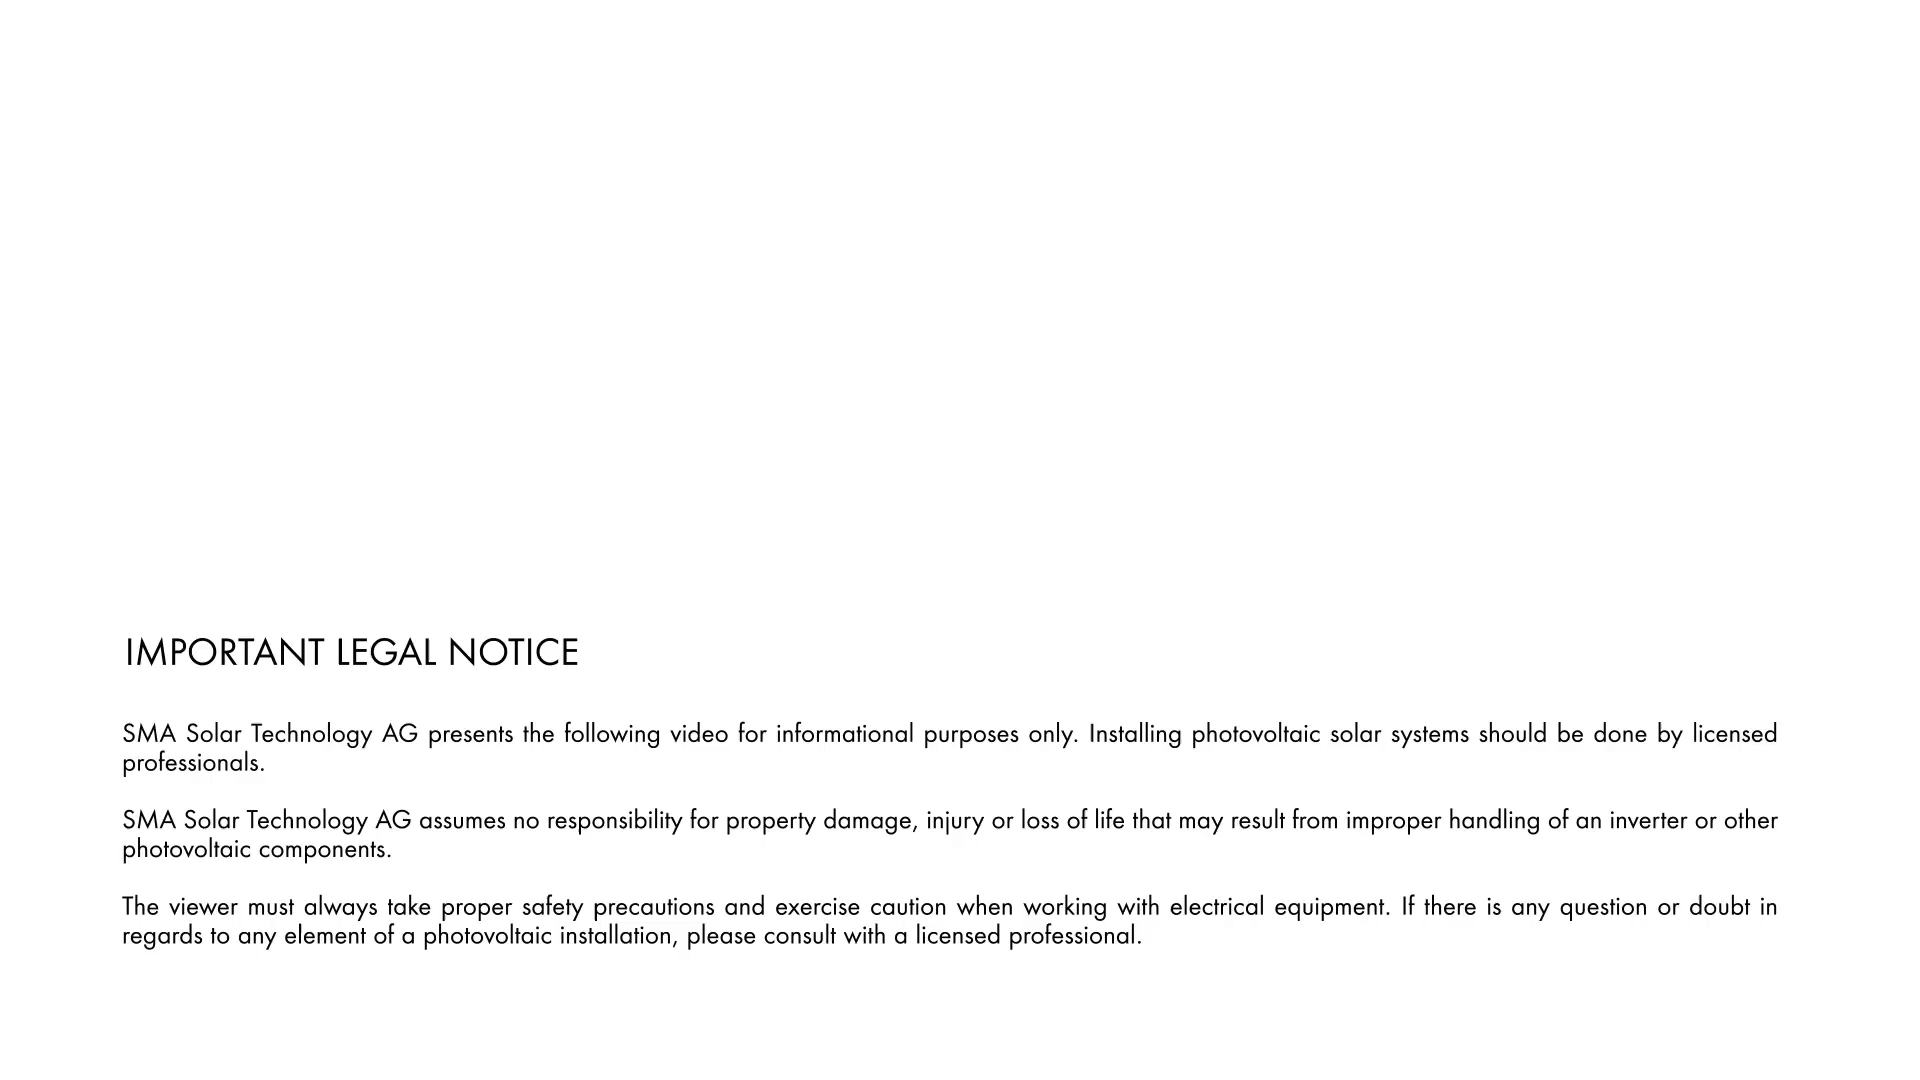 IMPORTANT LEGAL NOTICE
SMA Solar Technology AG presents the following video for informational purposes only. Installing photovoltaic solar systems should be done by licensed
professionals.
SMA Solar Technology AG assumes no responsibility for property damage, injury or loss of life that may result from improper handling of an inverter or other
photovoltaic components.
The viewer must always take proper safety precautions and exercise caution when working with electrical equipment. If there is any question or doubt in
regards to any element of a photovoltaic installation, please consult with a licensed professional.